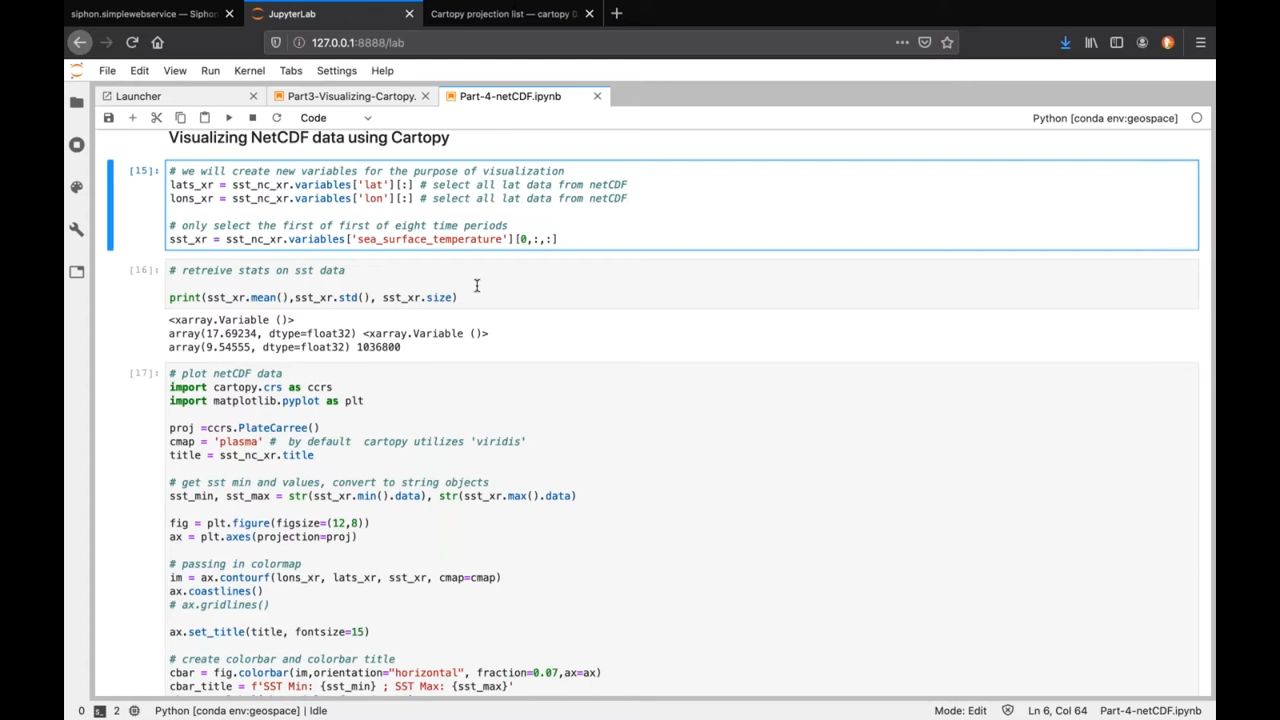 siphon.simplewebservice — Siphon
JupyterLab
Cartopy projection list — cartopy 0
127.0.0.1:8888/lab
File Edit View Run Kernel Tabs Settings Help
Launcher
Part3-Visualizing-Cartopy.
Part-4-netCDF.ipynb
Code
Python [conda env:geospace]
Visualizing NetCDF data using Cartopy
[15]:
# we will create new variables for the purpose of visualization
lats_xr = sst_nc_xr.variables['lat'][:] # select all lat data from netCDF
lons_xr = sst_nc_xr.variables['lon'][:] # select all lat data from netCDF
# only select the first of first of eight time periods
sst_xr = sst_nc_xr.variables['sea_surface_temperature'][0,:,:]
[16]:
# retreive stats on sst data
print(sst_xr.mean(),sst_xr.std(), sst_xr.size)
<xarray.Variable ()>
array(17.69234, dtype=float32) <xarray.Variable ()>
array(9.54555, dtype=float32) 1036800
[17]:
# plot netCDF data
import cartopy.crs as ccrs
import matplotlib.pyplot as plt
proj =ccrs.PlateCarree()
cmap = 'plasma' #  by default  cartopy utilizes 'viridis'
title = sst_nc_xr.title
# get sst min and values, convert to string objects
sst_min, sst_max = str(sst_xr.min().data), str(sst_xr.max().data)
fig = plt.figure(figsize=(12,8))
ax = plt.axes(projection=proj)
# passing in colormap
im = ax.contourf(lons_xr, lats_xr, sst_xr, cmap=cmap)
ax.coastlines()
# ax.gridlines()
ax.set_title(title, fontsize=15)
# create colorbar and colorbar title
cbar = fig.colorbar(im,orientation="horizontal", fraction=0.07,ax=ax)
cbar_title = f'SST Min: {sst_min} ; SST Max: {sst_max}'
0 2 Python [conda env:geospace] | Idle
Mode: Edit
Ln 6, Col 64
Part-4-netCDF.ipynb